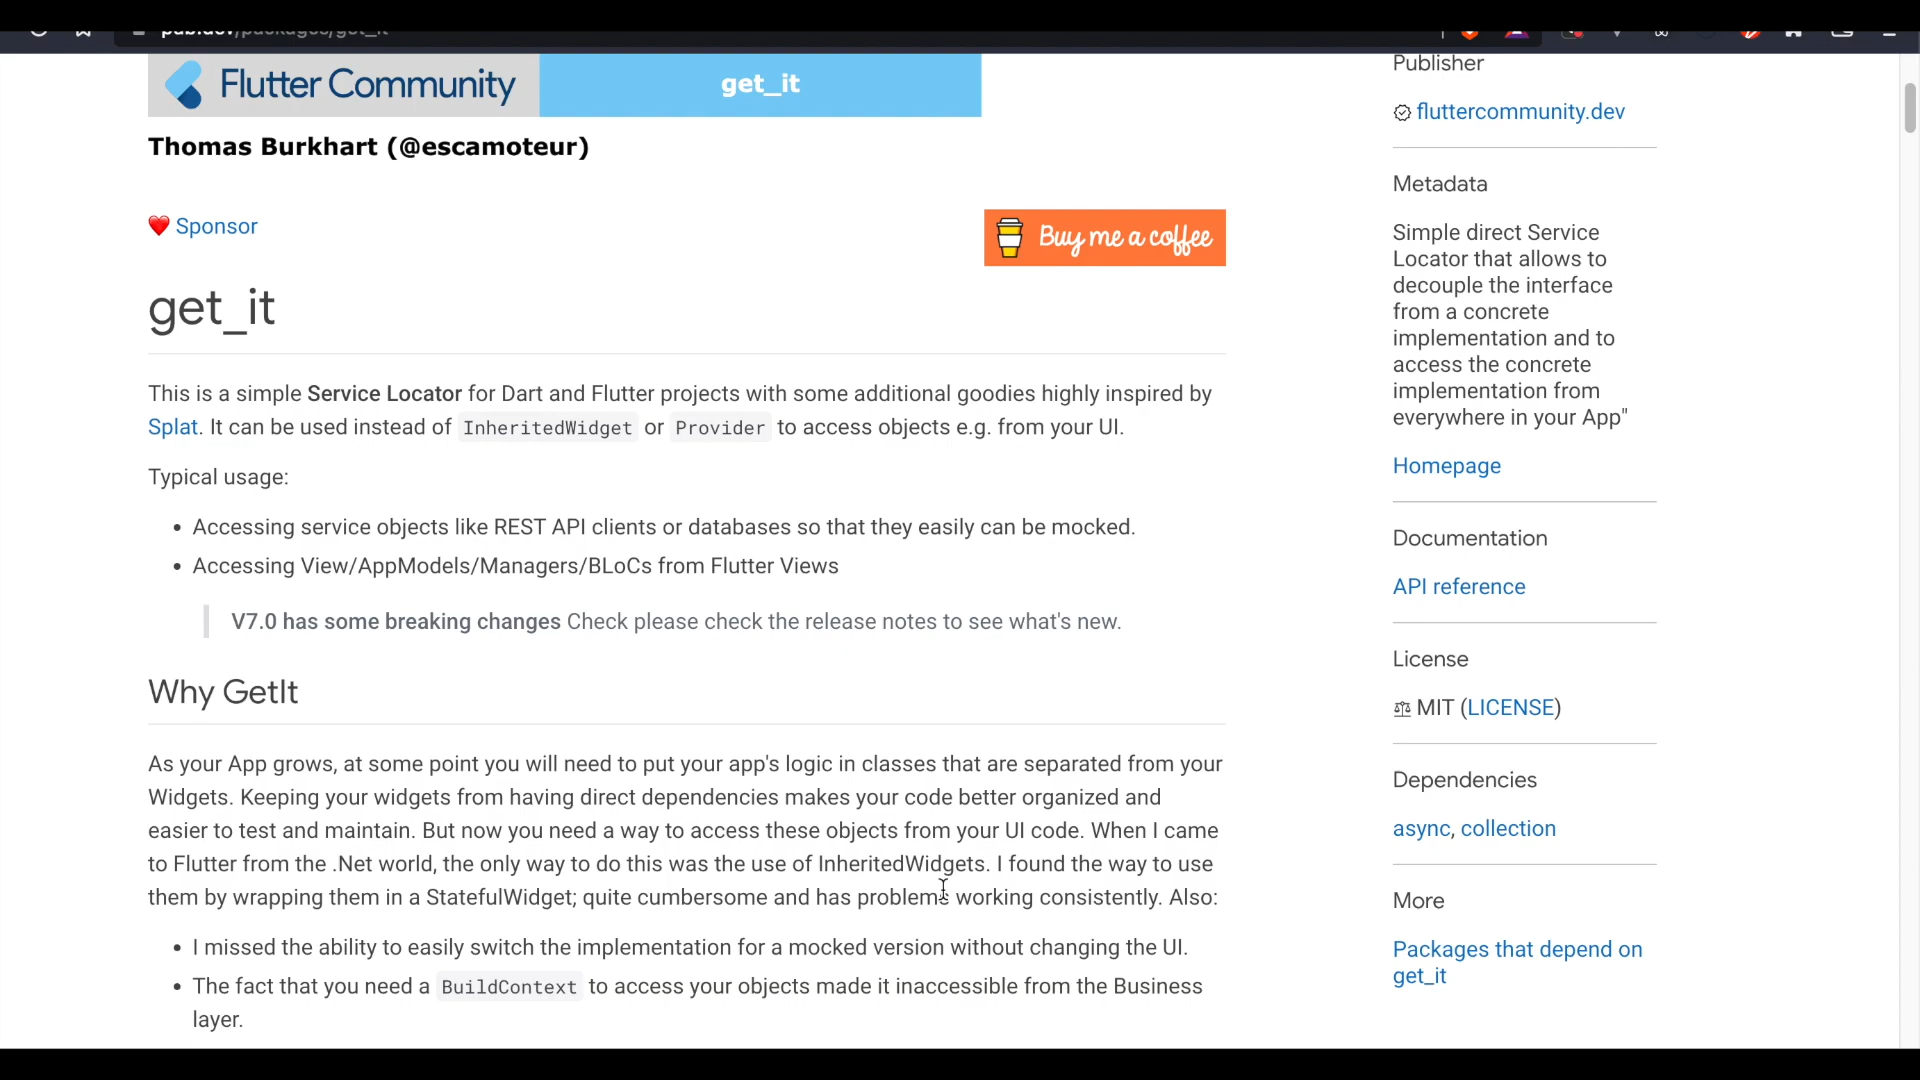 Flutter Community
get_it
Thomas Burkhart (@escamoteur)
❤️ Sponsor
Buy me a coffee
get_it
This is a simple Service Locator for Dart and Flutter projects with some additional goodies highly inspired by
Splat. It can be used instead of InheritedWidget or Provider to access objects e.g. from your UI.
Typical usage:
• Accessing service objects like REST API clients or databases so that they easily can be mocked.
• Accessing View/AppModels/Managers/BLoCs from Flutter Views
V7.0 has some breaking changes Check please check the release notes to see what's new.
Why GetIt
As your App grows, at some point you will need to put your app's logic in classes that are separated from your
Widgets. Keeping your widgets from having direct dependencies makes your code better organized and
easier to test and maintain. But now you need a way to access these objects from your UI code. When I came
to Flutter from the .Net world, the only way to do this was the use of InheritedWidgets. I found the way to use
them by wrapping them in a StatefulWidget; quite cumbersome and has problems working consistently. Also:
• I missed the ability to easily switch the implementation for a mocked version without changing the UI.
• The fact that you need a BuildContext to access your objects made it inaccessible from the Business
layer.
Publisher
fluttercommunity.dev
Metadata
Simple direct Service
Locator that allows to
decouple the interface
from a concrete
implementation and to
access the concrete
implementation from
everywhere in your App"
Homepage
Documentation
API reference
License
MIT (LICENSE)
Dependencies
async, collection
More
Packages that depend on
get_it